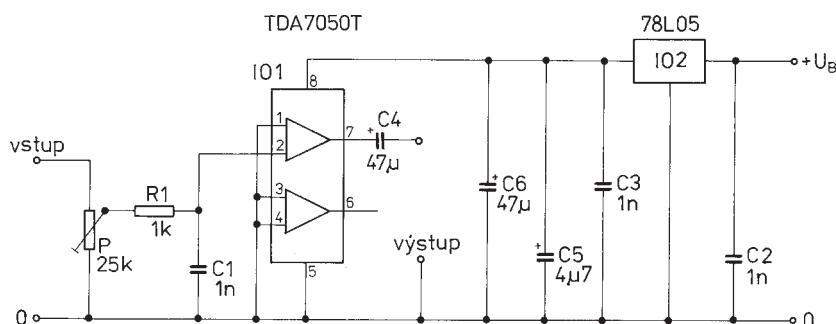 TDA7050T
78L05
IO1
8
IO2
+U_B
1
7
C4
+
47µ
vstup
2
R1
1k
3
6
4
C6
+
47µ
C3
1n
P
25k
výstup
C1
1n
5
C5
+
4µ7
C2
1n
0
0